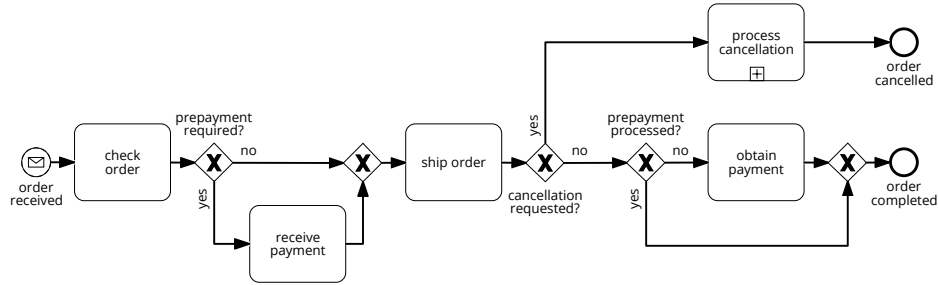 process
cancellation
order
cancelled
prepayment
required?
yes
prepayment
processed?
check
order
no
ship order
no
no
obtain
payment
order
received
yes
cancellation
requested?
yes
order
completed
receive
payment